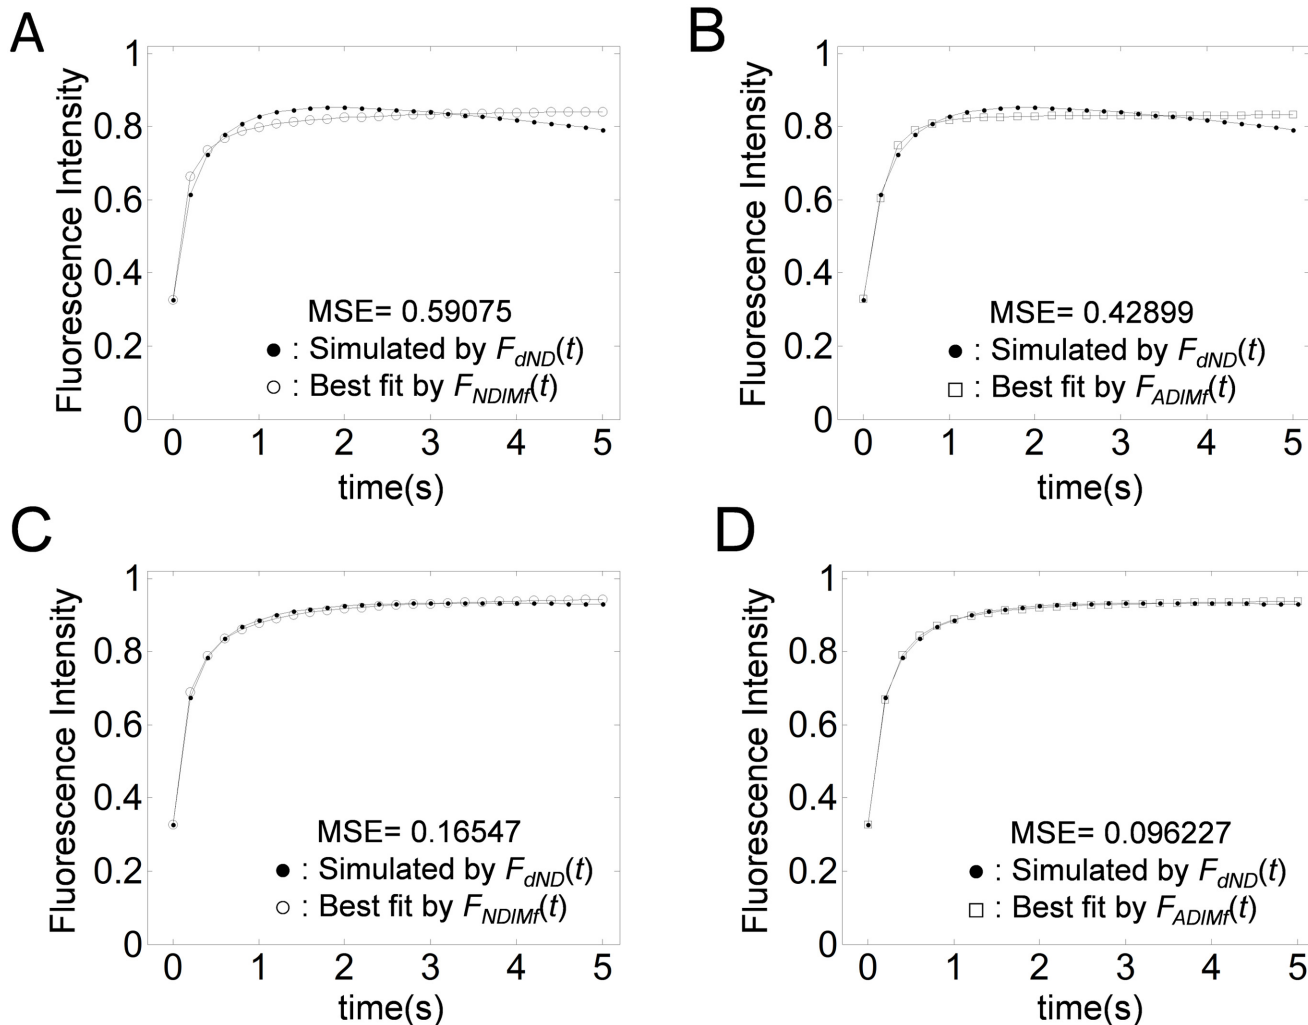 A
Fluorescence Intensity
1
0.8
0.6
0.4
0.2
0
MSE= 0.59075
● : Simulated by FdND(t)
○ : Best fit by FNDIMf(t)
0 1 2 3 4 5
time(s)
B
Fluorescence Intensity
1
0.8
0.6
0.4
0.2
0
MSE= 0.42899
● : Simulated by FdND(t)
□ : Best fit by FADIMf(t)
0 1 2 3 4 5
time(s)
C
Fluorescence Intensity
1
0.8
0.6
0.4
0.2
0
MSE= 0.16547
● : Simulated by FdND(t)
○ : Best fit by FNDIMf(t)
0 1 2 3 4 5
time(s)
D
Fluorescence Intensity
1
0.8
0.6
0.4
0.2
0
MSE= 0.096227
● : Simulated by FdND(t)
□ : Best fit by FADIMf(t)
0 1 2 3 4 5
time(s)